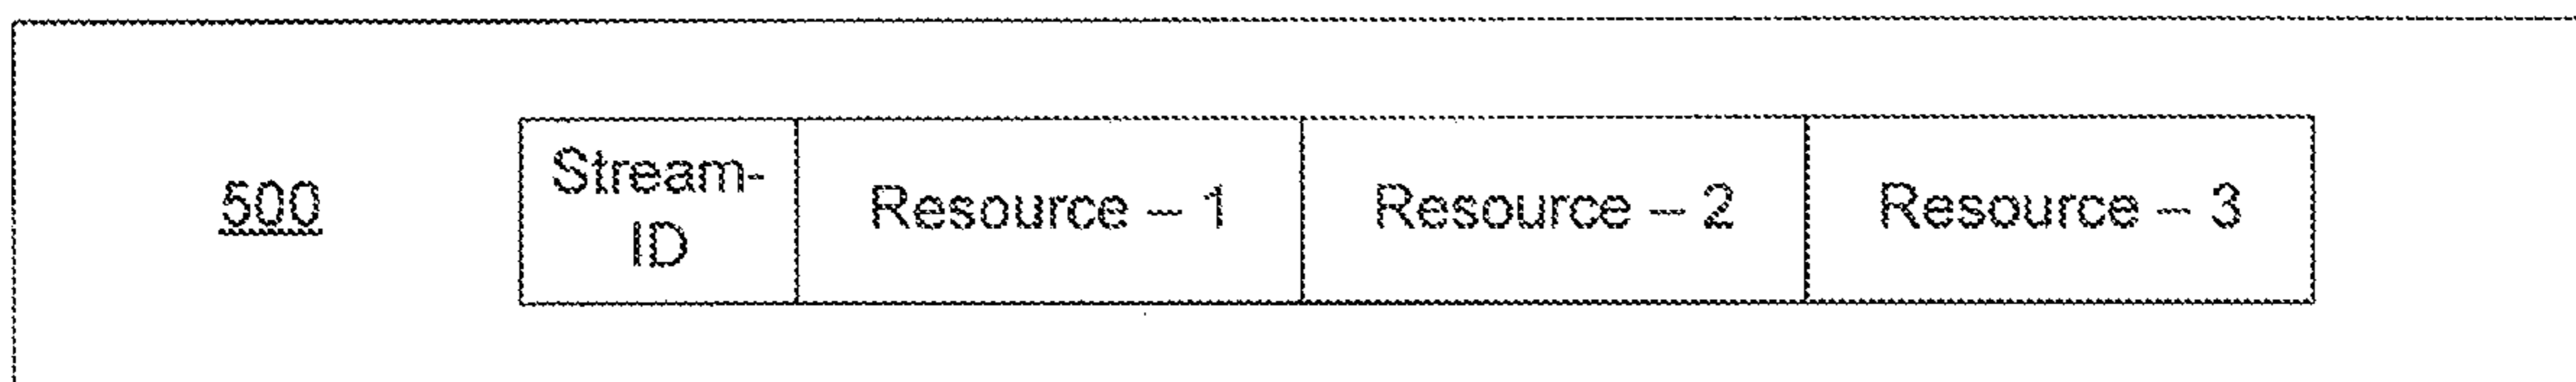 500
Stream-
ID
Resource – 1
Resource – 2
Resource – 3